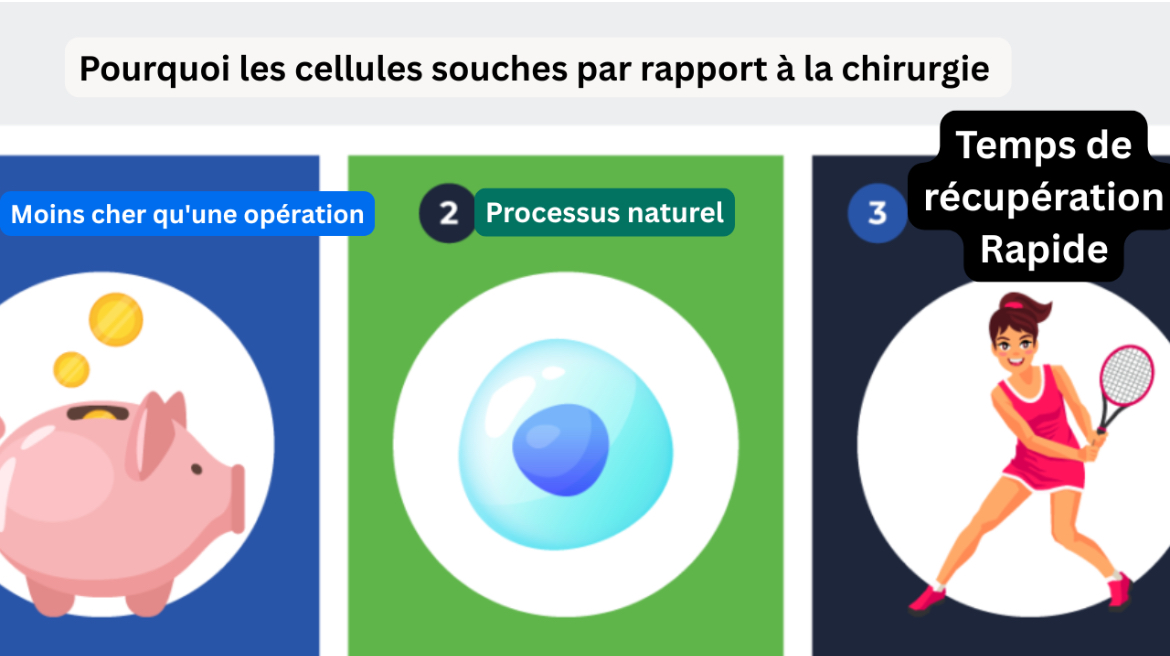 Pourquoi les cellules souches par rapport à la chirurgie
Moins cher qu'une opération
2 Processus naturel
3 Temps de
récupération
Rapide